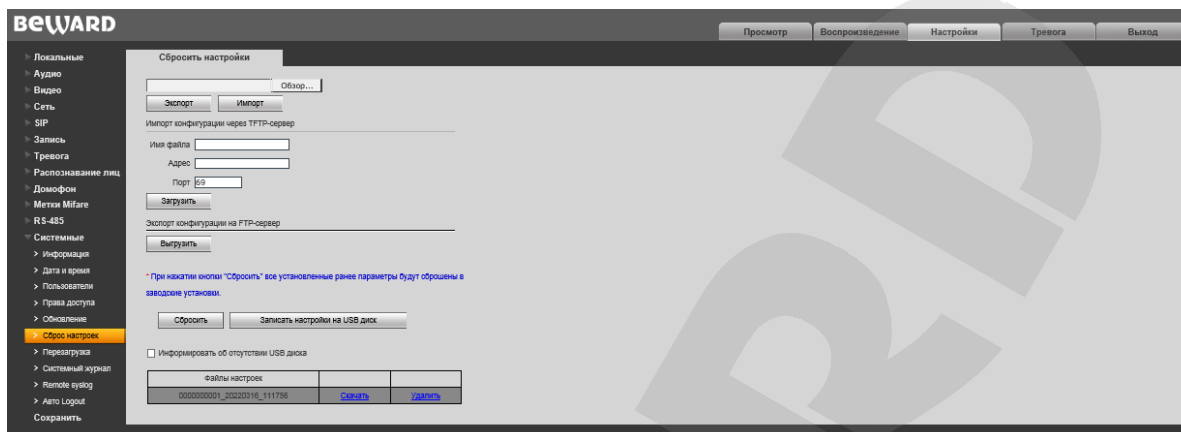 BEWARD
Просмотр
Воспроизведение
Настройки
Тревога
Выход
Локальные
Аудио
Видео
Сеть
SIP
Запись
Тревога
Распознавание лиц
Домофон
Метки Mifare
RS-485
Системные
> Информация
> Дата и время
> Пользователи
> Права доступа
> Обновление
> Сброс настроек
> Перезагрузка
> Системный журнал
> Remote syslog
> Авто Logout
Сохранить
Сбросить настройки
Обзор...
Экспорт Импорт
Импорт конфигурации через TFTP-сервер
Имя файла
Адрес
Порт 69
Загрузить
Экспорт конфигурации на FTP-сервер
Выгрузить
* При нажатии кнопки "Сбросить" все установленные ранее параметры будут сброшены в
заводские установки.
Сбросить Записать настройки на USB диск
Информировать об отсутствии USB диска
Файлы настроек
0000000001_20220316_111756 Скачать Удалить
RD